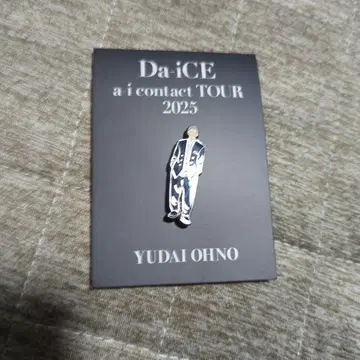 Da-iCE
a-i contact TOUR
2025
YUDAI OHNO